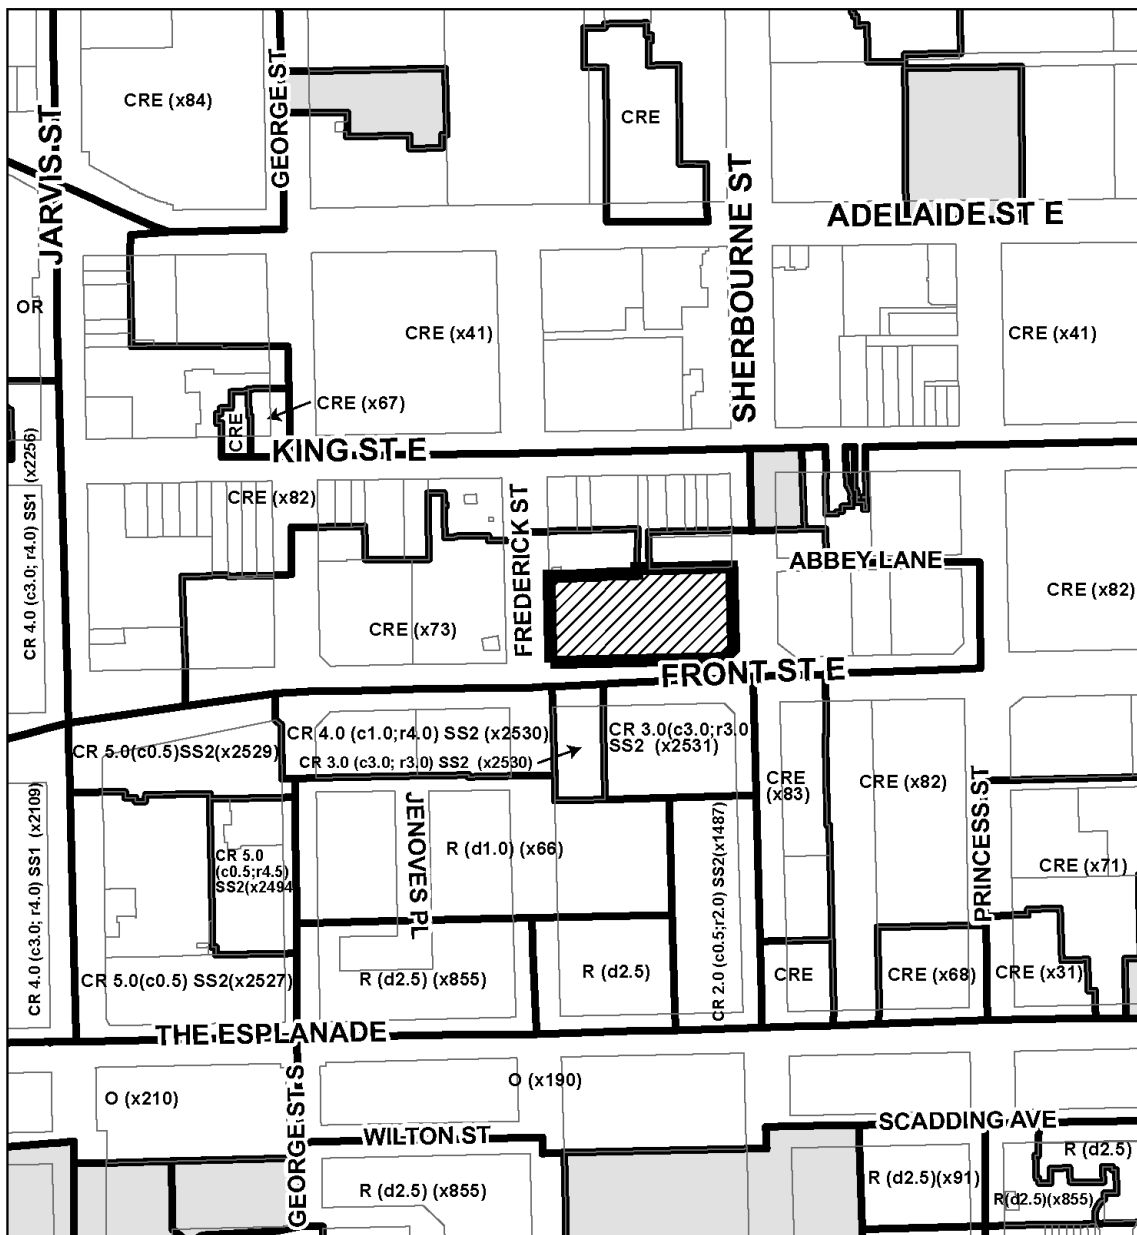 CRE (x84)
GEORGE ST
JARVIS ST
CRE
SHERBOURNE ST
ADELAIDE ST E
OR
CRE (x41)
CRE (x41)
CRE (x67)
CRE
KING ST E
CR 4.0 (c3.0; r4.0) SS1 (x2256)
CRE (x82)
FREDERICK ST
ABBEY LANE
CRE (x82)
CRE (x73)
FRONT ST E
CR 5.0(c0.5)SS2(x2529)
CR 4.0 (c1.0;r4.0) SS2 (x2530)
CR 3.0 (c3.0; r3.0) SS2 (x2530)
CR 3.0(c3.0;r3.0
SS2 (x2531)
CRE
(x83)
CRE (x82)
PRINCESS ST
CR 4.0 (c3.0; r4.0) SS1 (x2109)
JENOVES PL
R (d1.0) (x66)
CR 2.0 (c0.5;r2.0) SS2(x1487)
CR 5.0
(c0.5;r4.5)
SS2(x2494
CRE (x71)
CR 5.0(c0.5) SS2(x2527)
R (d2.5) (x855)
R (d2.5)
CRE
CRE (x68)
CRE (x31)
THE ESPLANADE
O (x210)
GEORGE ST S
O (x190)
WILTON ST
SCADDING AVE
R (d2.5)
R (d2.5) (x855)
R (d2.5)(x91)
R(d2.5)(x855)